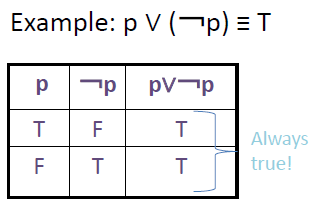 Example: p ∨ (¬p) ≡ T
p ¬p p∨¬p
T F T
F T T
Always
true!